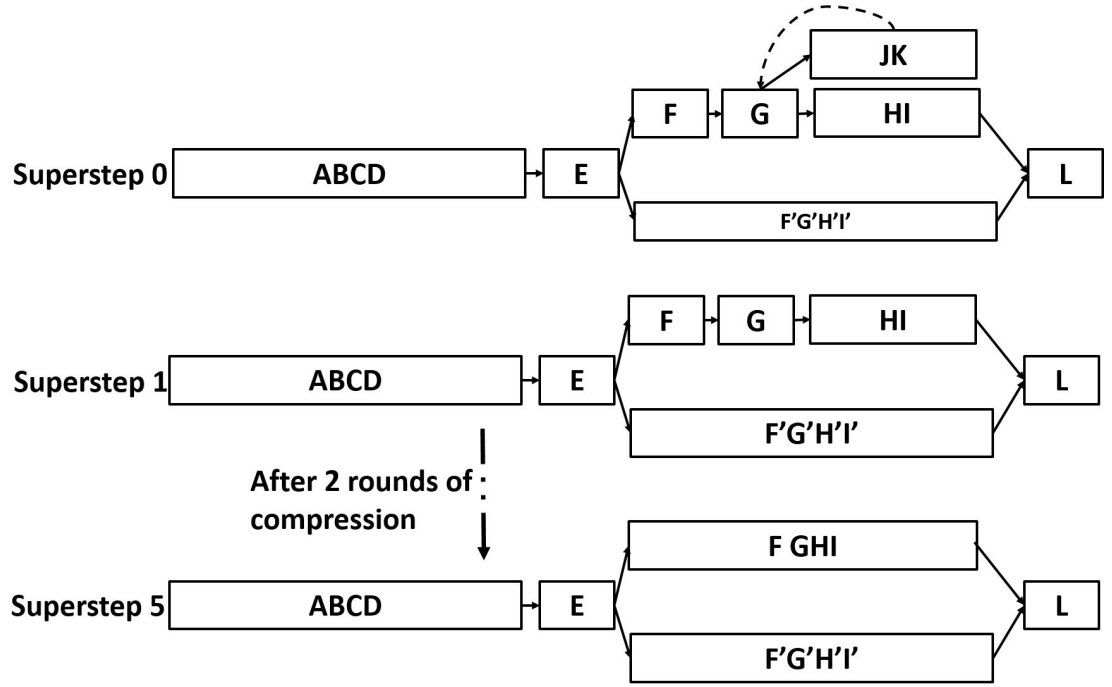 JK
F G HI
Superstep 0 ABCD E L
F'G'H'I'
F G HI
Superstep 1 ABCD E L
F’G’H’I’
After 2 rounds of
compression
F GHI
Superstep 5 ABCD E L
F’G’H’I’